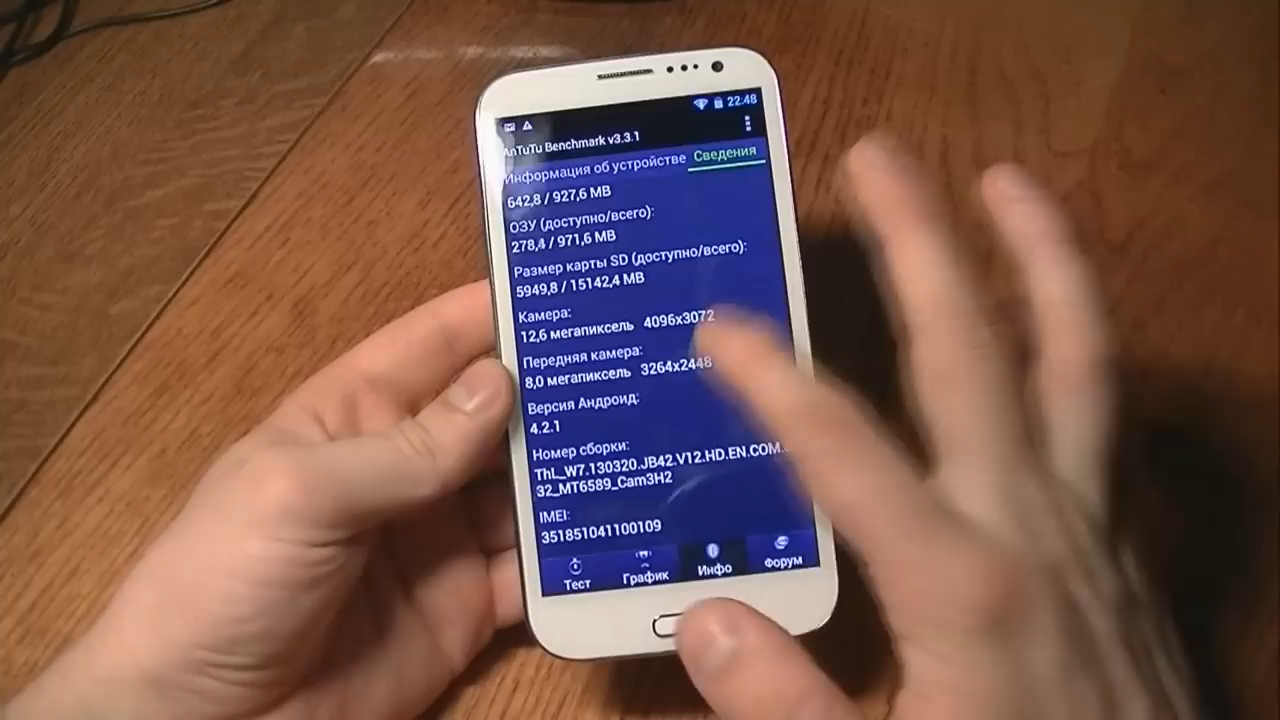 22:48
AnTuTu Benchmark v3.3.1
Информация об устройстве Сведения
642,8 / 927,6 MB
ОЗУ (доступно/всего):
278,4 / 971,6 MB
Размер карты SD (доступно/всего):
5949,8 / 15142,4 MB
Камера:
12,6 мегапиксель 4096x3072
Передняя камера:
8,0 мегапиксель 3264x2448
Версия Андроид:
4.2.1
Номер сборки:
ThL_W7.130320.JB42.V12.HD.EN.COM.
32_MT6589_Cam3H2
IMEI:
351851041100109
Тест График Инфо Форум